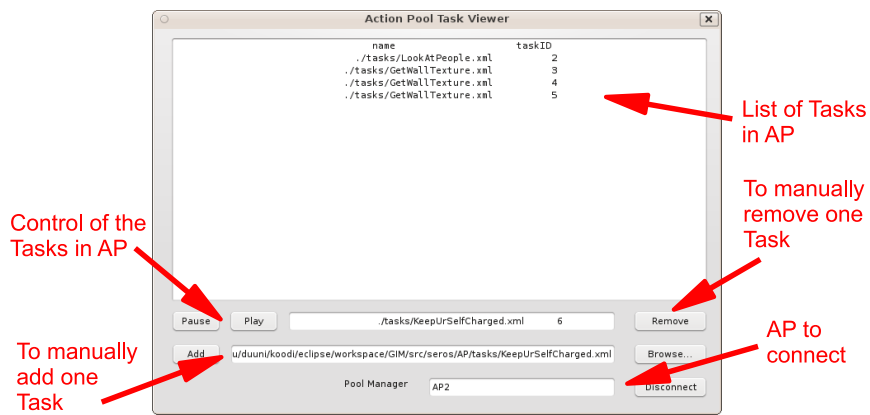 Action Pool Task Viewer
name taskID
./tasks/LookAtPeople.xml 2
./tasks/GetWallTexture.xml 3
./tasks/GetWallTexture.xml 4
./tasks/GetWallTexture.xml 5
List of Tasks
in AP
To manually
remove one
Task
Control of the
Tasks in AP
Pause Play ./tasks/KeepUrSelfCharged.xml 6 Remove
To manually
add one
Task
Add u/duuni/koodi/eclipse/workspace/GIM/src/seros/AP/tasks/KeepUrSelfCharged.xml Browse...
AP to
connect
Pool Manager AP2 Disconnect